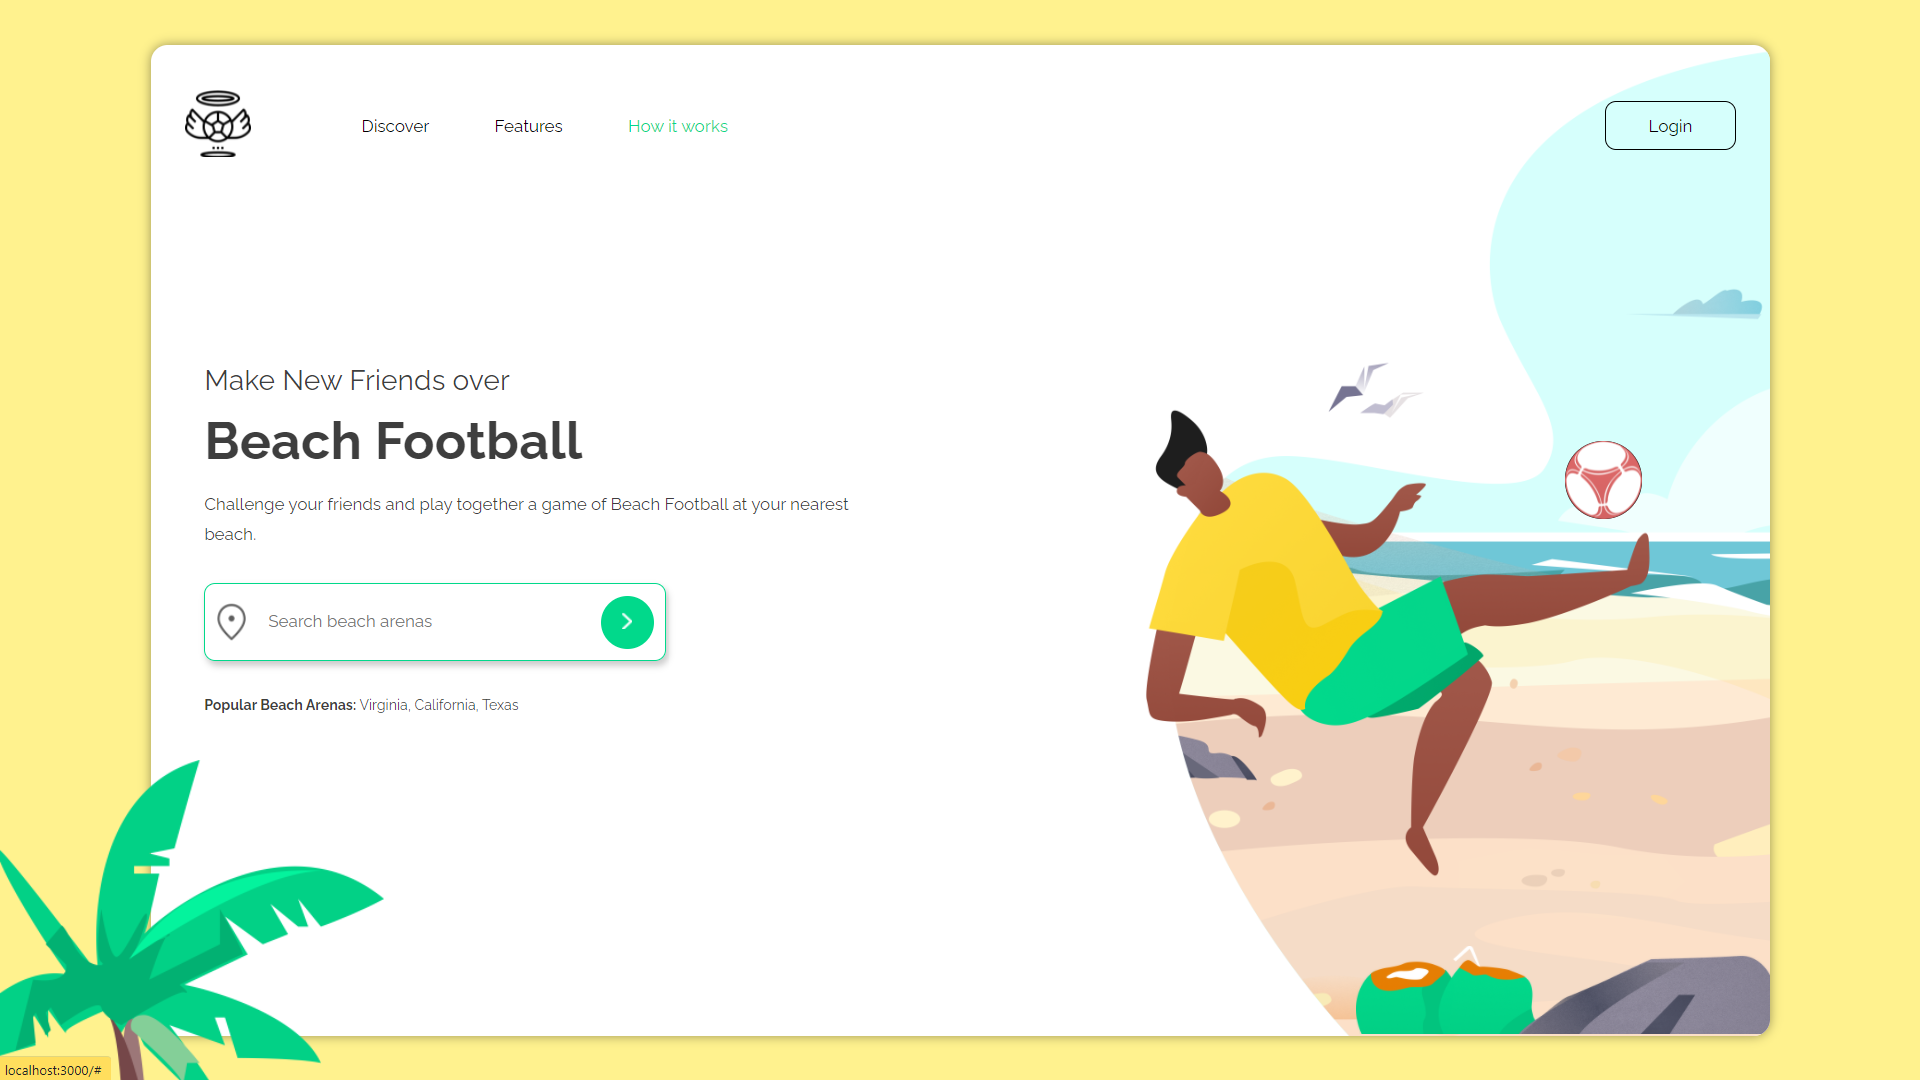 Discover Features How it works Login
Make New Friends over
Beach Football
Challenge your friends and play together a game of Beach Football at your nearest
beach.
Search beach arenas
Popular Beach Arenas: Virginia, California, Texas
localhost:3000/#